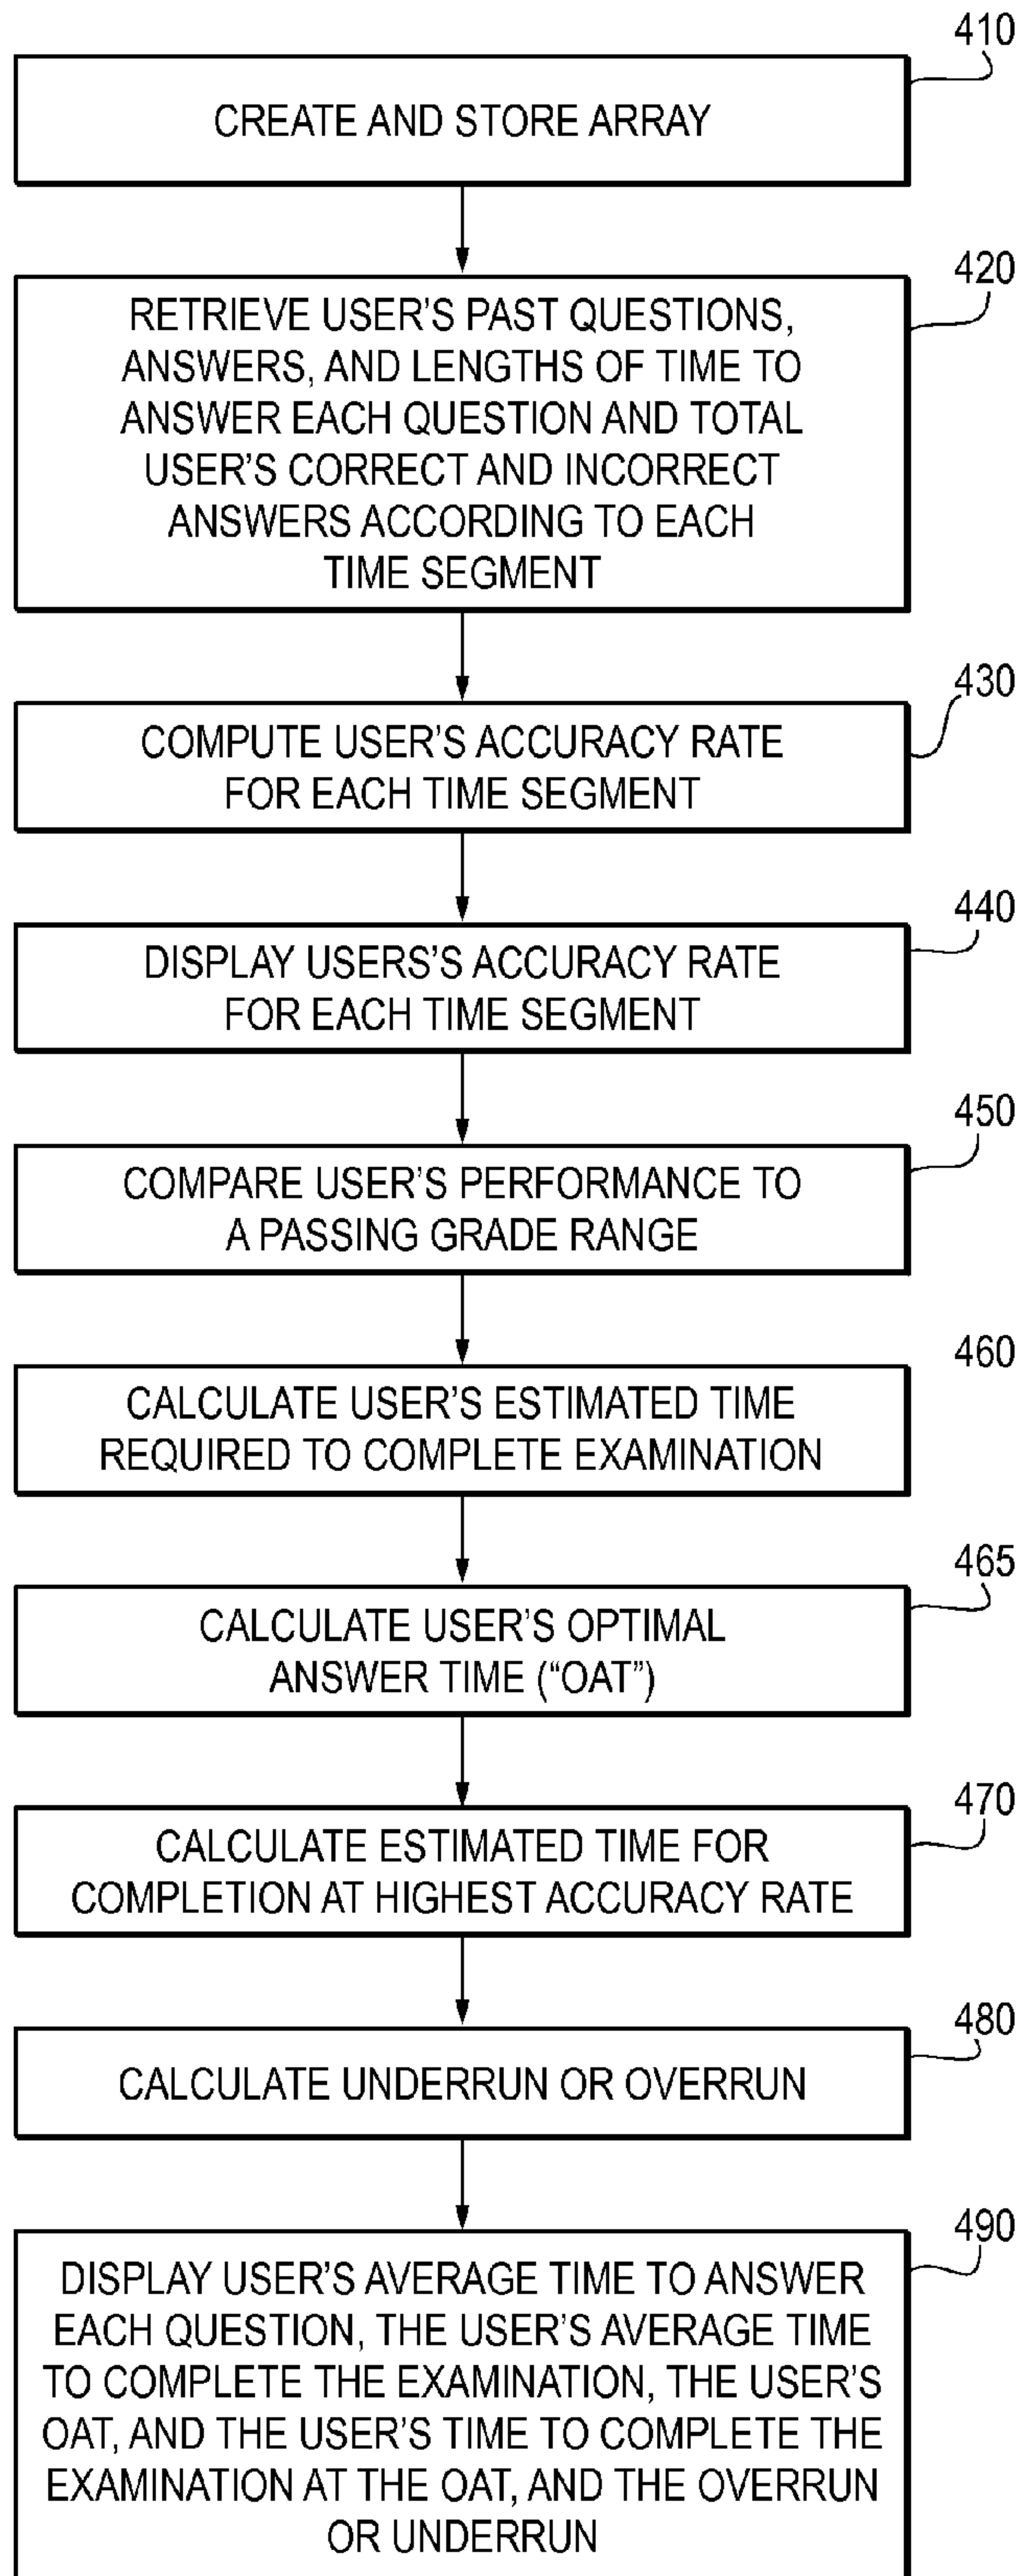 410
CREATE AND STORE ARRAY
420
RETRIEVE USER'S PAST QUESTIONS,
ANSWERS, AND LENGTHS OF TIME TO
ANSWER EACH QUESTION AND TOTAL
USER'S CORRECT AND INCORRECT
ANSWERS ACCORDING TO EACH
TIME SEGMENT
430
COMPUTE USER'S ACCURACY RATE
FOR EACH TIME SEGMENT
440
DISPLAY USERS'S ACCURACY RATE
FOR EACH TIME SEGMENT
450
COMPARE USER'S PERFORMANCE TO
A PASSING GRADE RANGE
460
CALCULATE USER'S ESTIMATED TIME
REQUIRED TO COMPLETE EXAMINATION
465
CALCULATE USER'S OPTIMAL
ANSWER TIME ("OAT")
470
CALCULATE ESTIMATED TIME FOR
COMPLETION AT HIGHEST ACCURACY RATE
480
CALCULATE UNDERRUN OR OVERRUN
490
DISPLAY USER'S AVERAGE TIME TO ANSWER
EACH QUESTION, THE USER'S AVERAGE TIME
TO COMPLETE THE EXAMINATION, THE USER'S
OAT, AND THE USER'S TIME TO COMPLETE THE
EXAMINATION AT THE OAT, AND THE OVERRUN
OR UNDERRUN